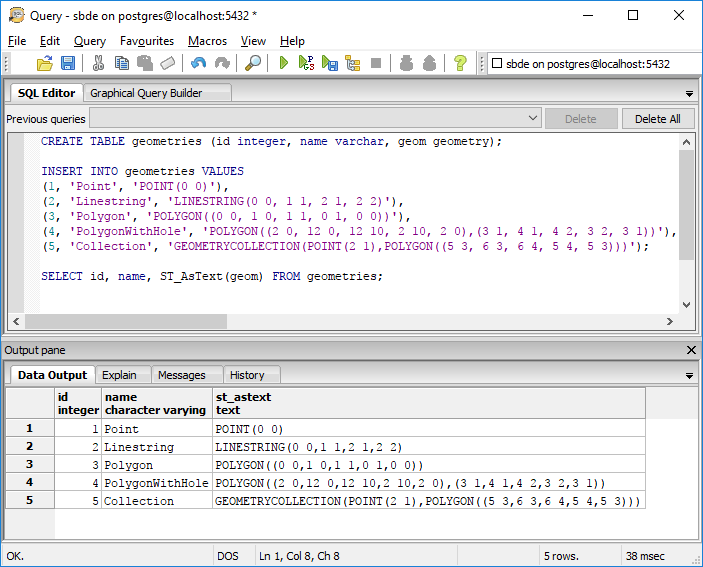 Query - sbde on postgres@localhost:5432 *
File Edit Query Favourites Macros View Help
sbde on postgres@localhost:5432
SQL Editor Graphical Query Builder
Previous queries Delete Delete All
CREATE TABLE geometries (id integer, name varchar, geom geometry);
INSERT INTO geometries VALUES
(1, 'Point', 'POINT(0 0)'),
(2, 'Linestring', 'LINESTRING(0 0, 1 1, 2 1, 2 2)'),
(3, 'Polygon', 'POLYGON((0 0, 1 0, 1 1, 0 1, 0 0))'),
(4, 'PolygonWithHole', 'POLYGON((2 0, 12 0, 12 10, 2 10, 2 0),(3 1, 4 1, 4 2, 3 2, 3 1))'),
(5, 'Collection', 'GEOMETRYCOLLECTION(POINT(2 1),POLYGON((5 3, 6 3, 6 4, 5 4, 5 3)))');
SELECT id, name, ST_AsText(geom) FROM geometries;
Output pane
Data Output Explain Messages History
id name st_astext
integer character varying text
1 1 Point POINT(0 0)
2 2 Linestring LINESTRING(0 0,1 1,2 1,2 2)
3 3 Polygon POLYGON((0 0,1 0,1 1,0 1,0 0))
4 4 PolygonWithHole POLYGON((2 0,12 0,12 10,2 10,2 0),(3 1,4 1,4 2,3 2,3 1))
5 5 Collection GEOMETRYCOLLECTION(POINT(2 1),POLYGON((5 3,6 3,6 4,5 4,5 3)))
OK. DOS Ln 1, Col 8, Ch 8 5 rows. 38 msec